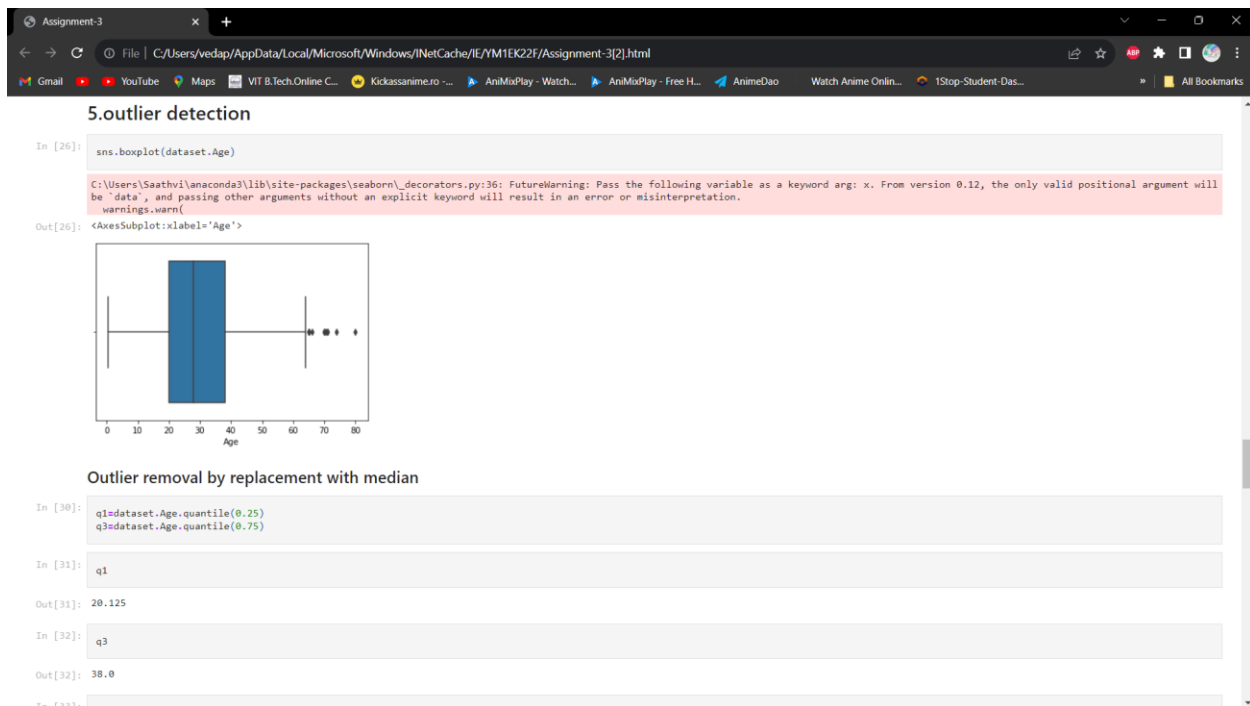 Assignment-3
File | C:/Users/vedap/AppData/Local/Microsoft/Windows/INetCache/IE/YM1EK22F/Assignment-3[2].html
ABP
Gmail YouTube Maps VIT B.Tech.Online C... Kickassanime.ro -... AniMixPlay - Watch... AniMixPlay - Free H... AnimeDao Watch Anime Onlin... 1Stop-Student-Das... » All Bookmarks
5.outlier detection
In [26]: sns.boxplot(dataset.Age)
C:\Users\Saathvi\anaconda3\lib\site-packages\seaborn\_decorators.py:36: FutureWarning: Pass the following variable as a keyword arg: x. From version 0.12, the only valid positional argument will
be `data`, and passing other arguments without an explicit keyword will result in an error or misinterpretation.
warnings.warn(
Out[26]: <AxesSubplot:xlabel='Age'>
0 10 20 30 40 50 60 70 80
Age
Outlier removal by replacement with median
In [30]: q1=dataset.Age.quantile(0.25)
q3=dataset.Age.quantile(0.75)
In [31]: q1
Out[31]: 20.125
In [32]: q3
Out[32]: 38.0